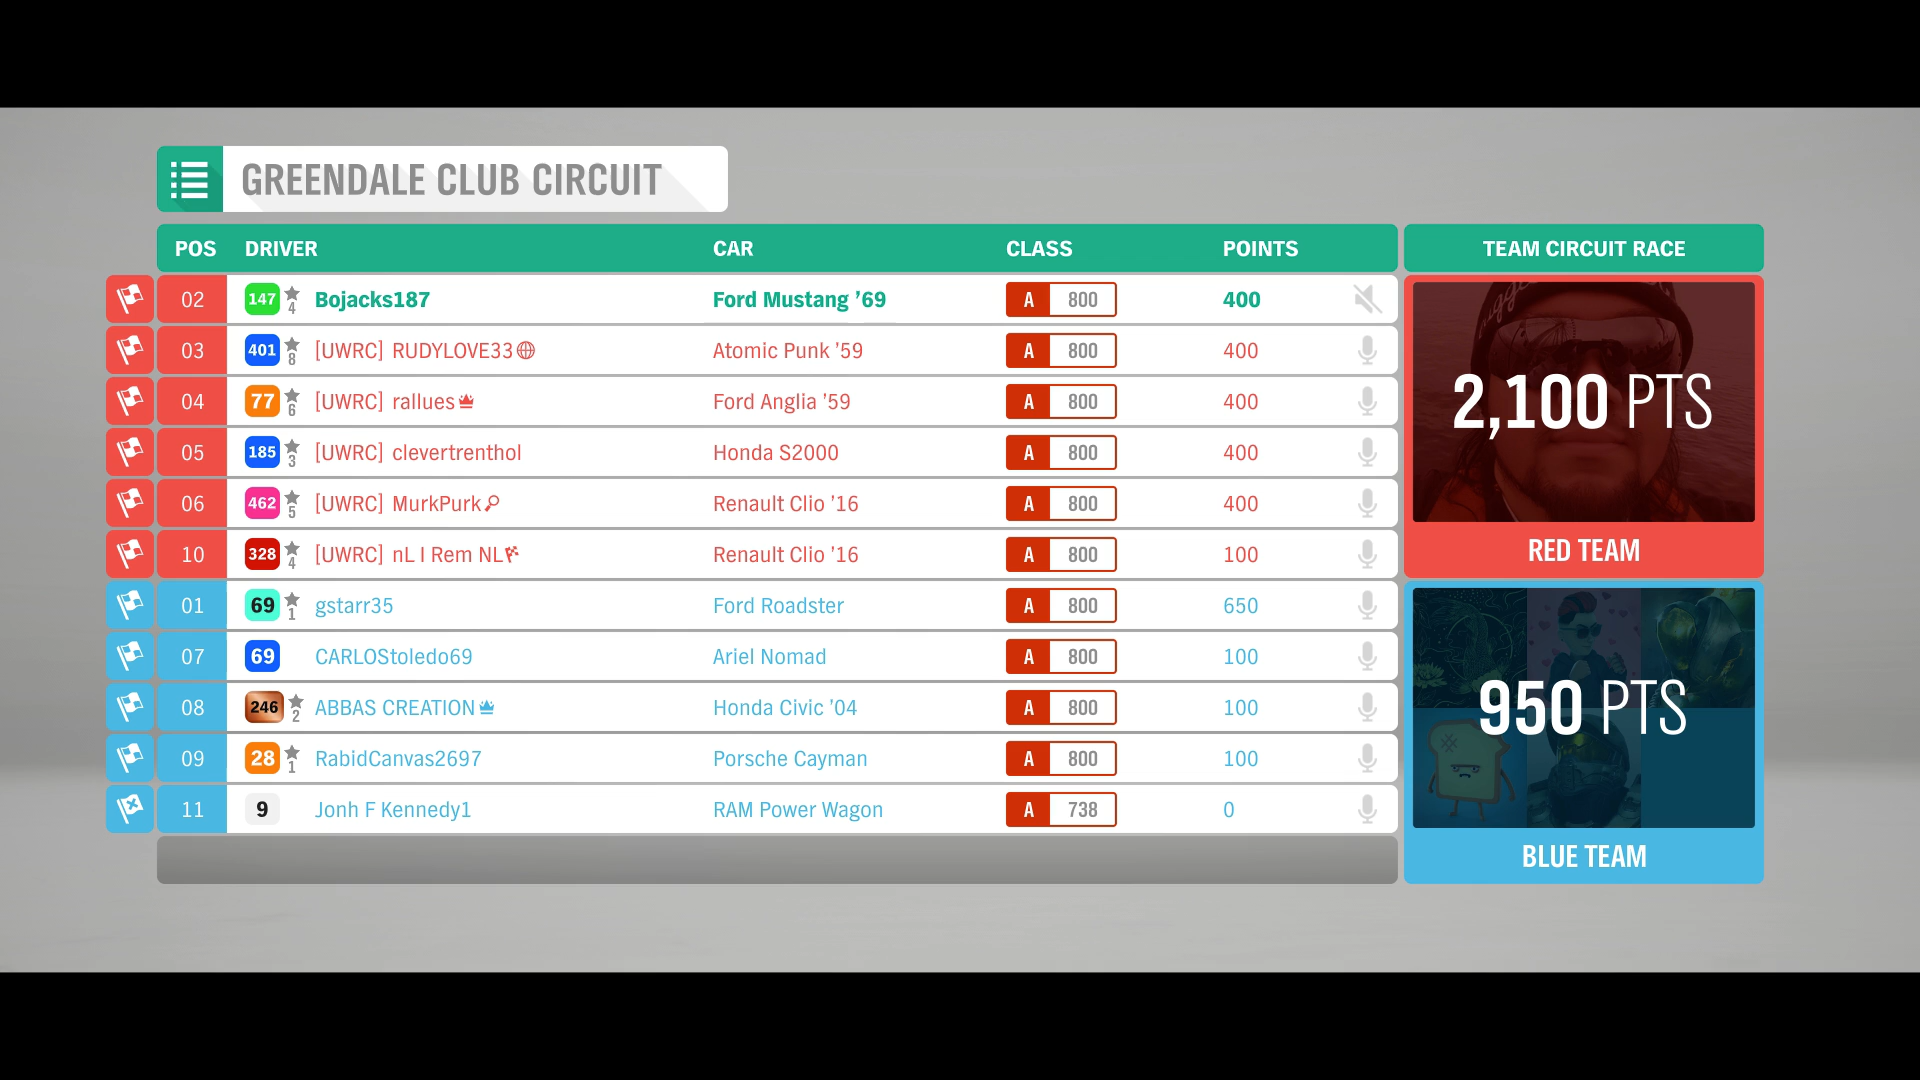 GREENDALE CLUB CIRCUIT
POS DRIVER CAR CLASS POINTS TEAM CIRCUIT RACE
02 147 4 Bojacks187 Ford Mustang ’69 A 800 400
03 401 8 [UWRC] RUDYLOVE33 Atomic Punk ’59 A 800 400
04 77 6 [UWRC] rallues Ford Anglia ’59 A 800 400
2,100 PTS
05 185 3 [UWRC] clevertrenthol Honda S2000 A 800 400
06 462 5 [UWRC] MurkPurk Renault Clio ’16 A 800 400
10 328 4 [UWRC] nL I Rem NL Renault Clio ’16 A 800 100
RED TEAM
01 69 1 gstarr35 Ford Roadster A 800 650
07 69 CARLOStoledo69 Ariel Nomad A 800 100
08 246 2 ABBAS CREATION Honda Civic ’04 A 800 100
950 PTS
09 28 1 RabidCanvas2697 Porsche Cayman A 800 100
11 9 Jonh F Kennedy1 RAM Power Wagon A 738 0
BLUE TEAM